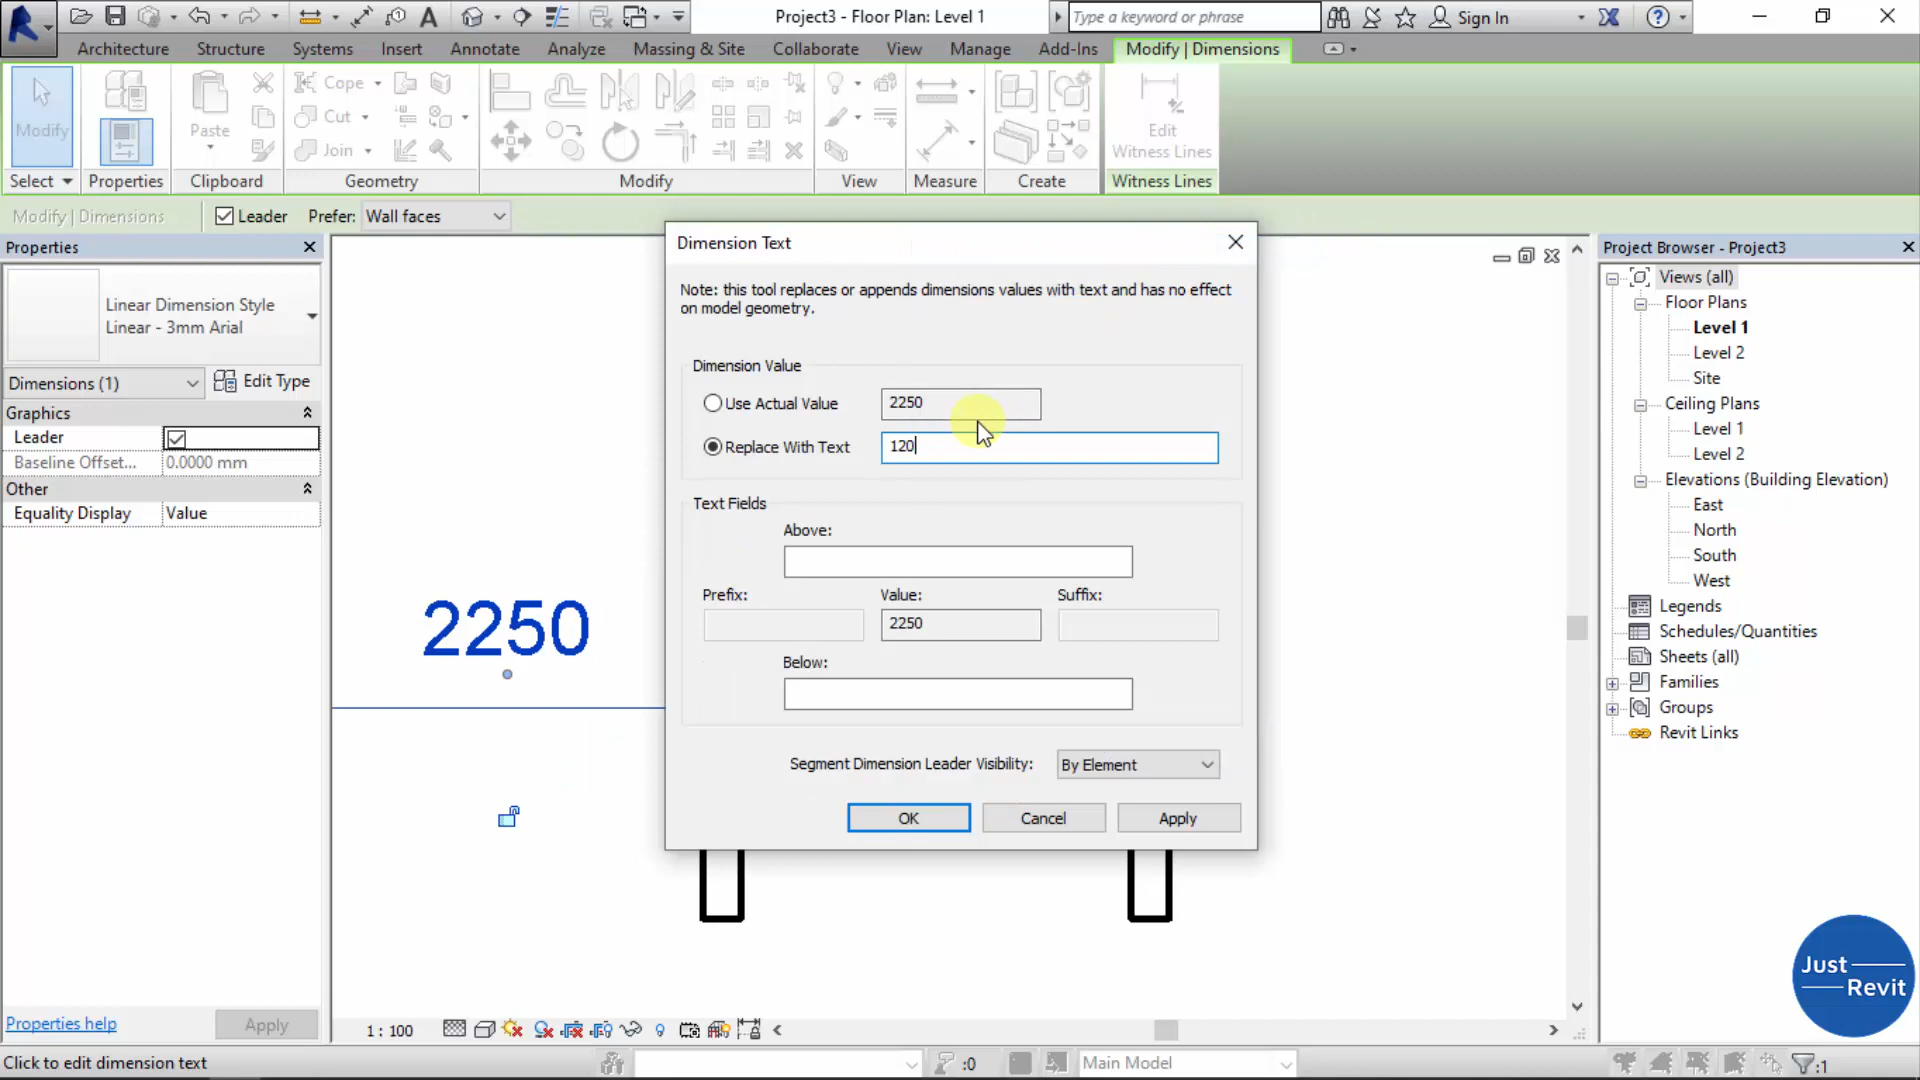 Project3 - Floor Plan: Level 1
Type a keyword or phrase
Sign In
Architecture
Structure
Systems
Insert
Annotate
Analyze
Massing & Site
Collaborate
View
Manage
Add-Ins
Modify | Dimensions
Modify
Paste
Cope
Cut
Join
Edit
Witness Lines
Select
Properties
Clipboard
Geometry
Modify
View
Measure
Create
Witness Lines
Modify | Dimensions
Leader
Prefer:
Wall faces
Properties
Linear Dimension Style
Linear - 3mm Arial
Dimensions (1)
Edit Type
Graphics
Leader
Baseline Offset...
0.0000 mm
Other
Equality Display
Value
Properties help
Apply
2250
Dimension Text
Note: this tool replaces or appends dimensions values with text and has no effect
on model geometry.
Dimension Value
Use Actual Value
2250
Replace With Text
120
Text Fields
Above:
Prefix:
Value:
Suffix:
2250
Below:
Segment Dimension Leader Visibility:
By Element
OK
Cancel
Apply
Project Browser - Project3
Views (all)
Floor Plans
Level 1
Level 2
Site
Ceiling Plans
Level 1
Level 2
Elevations (Building Elevation)
East
North
South
West
Legends
Schedules/Quantities
Sheets (all)
Families
Groups
Revit Links
Just
Revit
1 : 100
Click to edit dimension text
:0
Main Model
:1